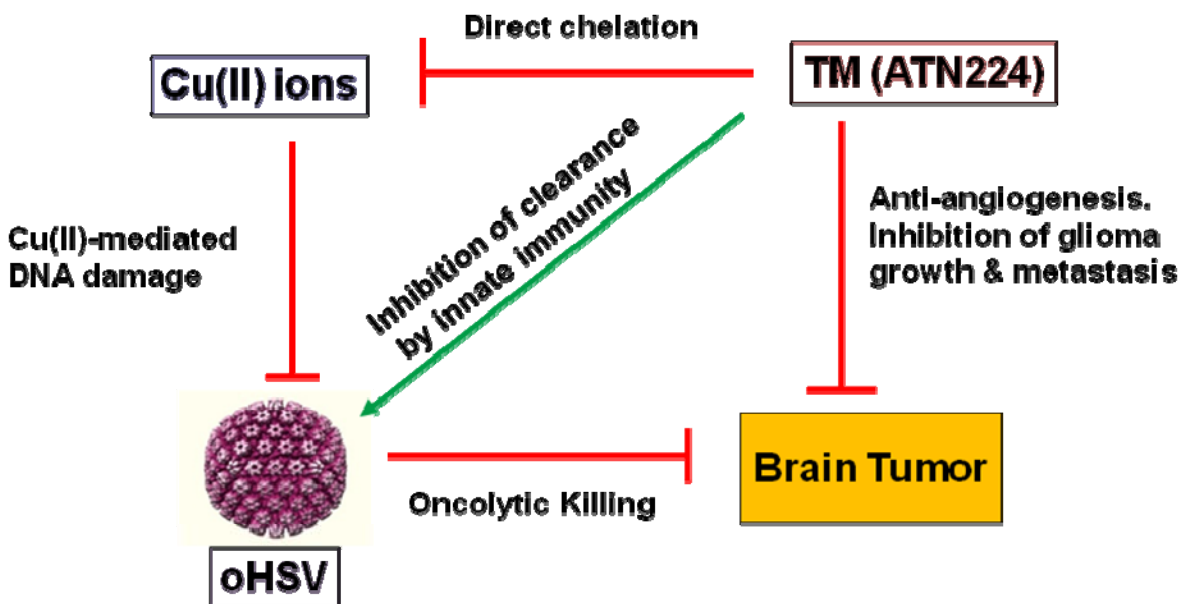 Direct chelation
Cu(II) ions
TM (ATN224)
Inhibition of clearance
by innate immunity
Cu(II)-mediated
DNA damage
Anti-angiogenesis.
Inhibition of glioma
growth & metastasis
Oncolytic Killing
Brain Tumor
oHSV